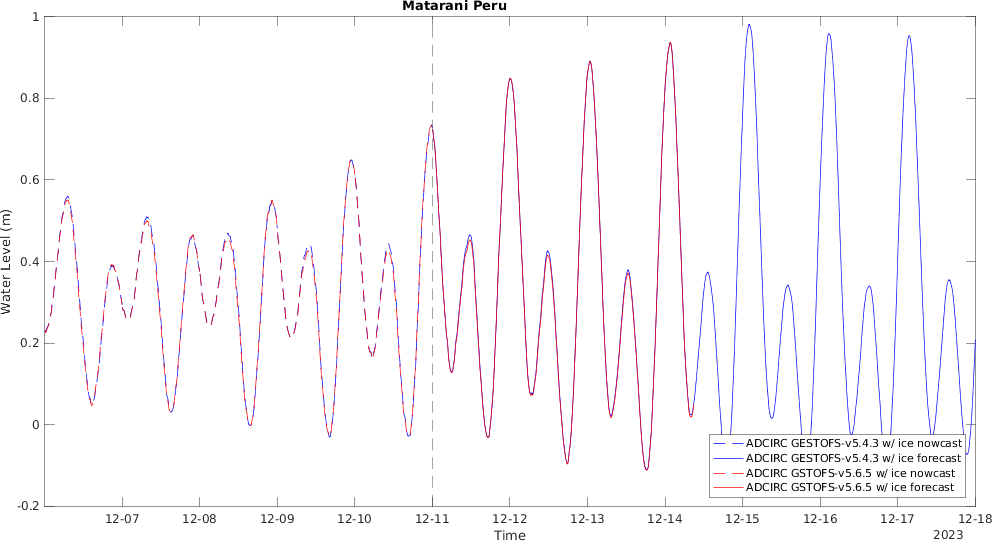 Matarani Peru
1
0.8
0.6
0.4
0.2
0
-0.2
Water Level (m)
12-07 12-08 12-09 12-10 12-11 12-12 12-13 12-14 12-15 12-16 12-17 12-18
Time
2023
ADCIRC GESTOFS-v5.4.3 w/ ice nowcast
ADCIRC GESTOFS-v5.4.3 w/ ice forecast
ADCIRC GSTOFS-v5.6.5 w/ ice nowcast
ADCIRC GSTOFS-v5.6.5 w/ ice forecast